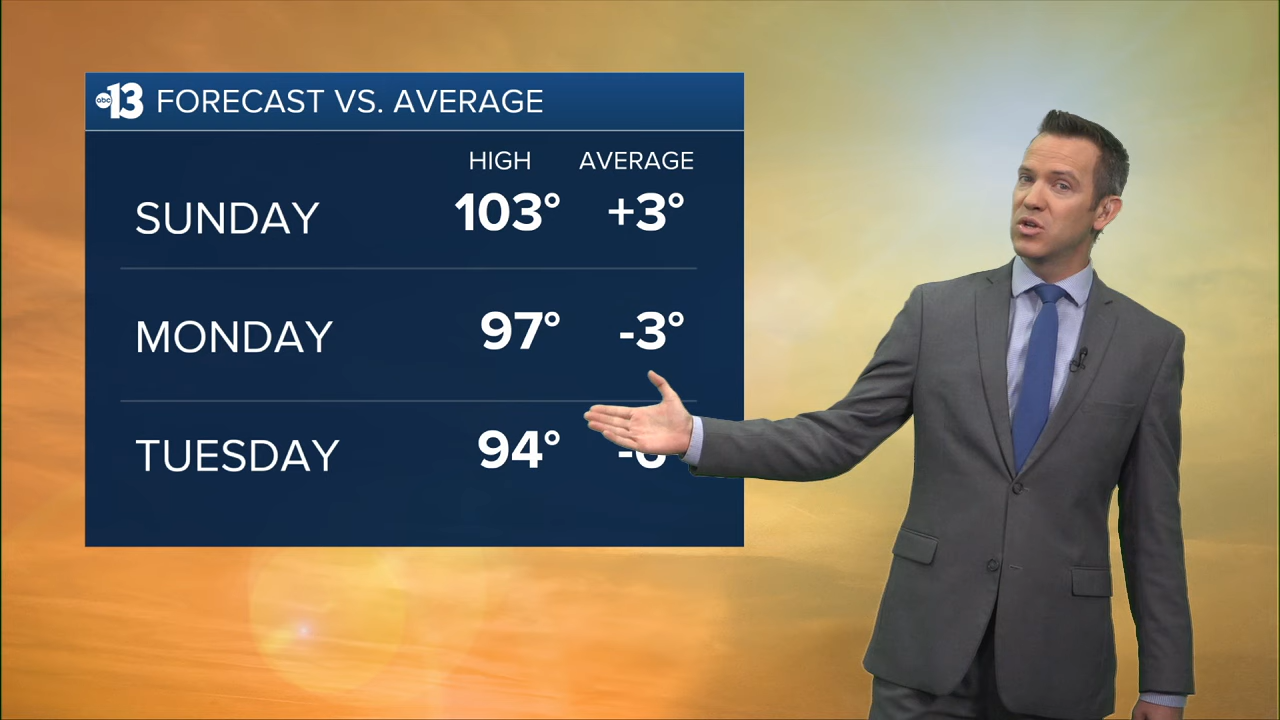 abc 13 FORECAST VS. AVERAGE
HIGH AVERAGE
SUNDAY 103° +3°
MONDAY 97° -3°
TUESDAY 94°